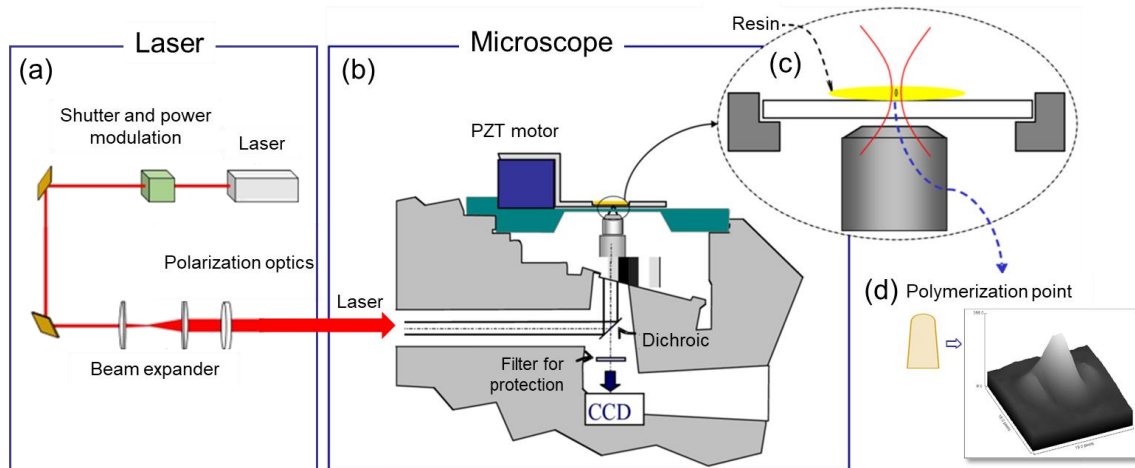 Laser
(a)
Shutter and power
modulation
Laser
Polarization optics
Beam expander
Microscope
(b)
PZT motor
Laser
Dichroic
Filter for
protection
CCD
Resin
(c)
(d)
Polymerization point